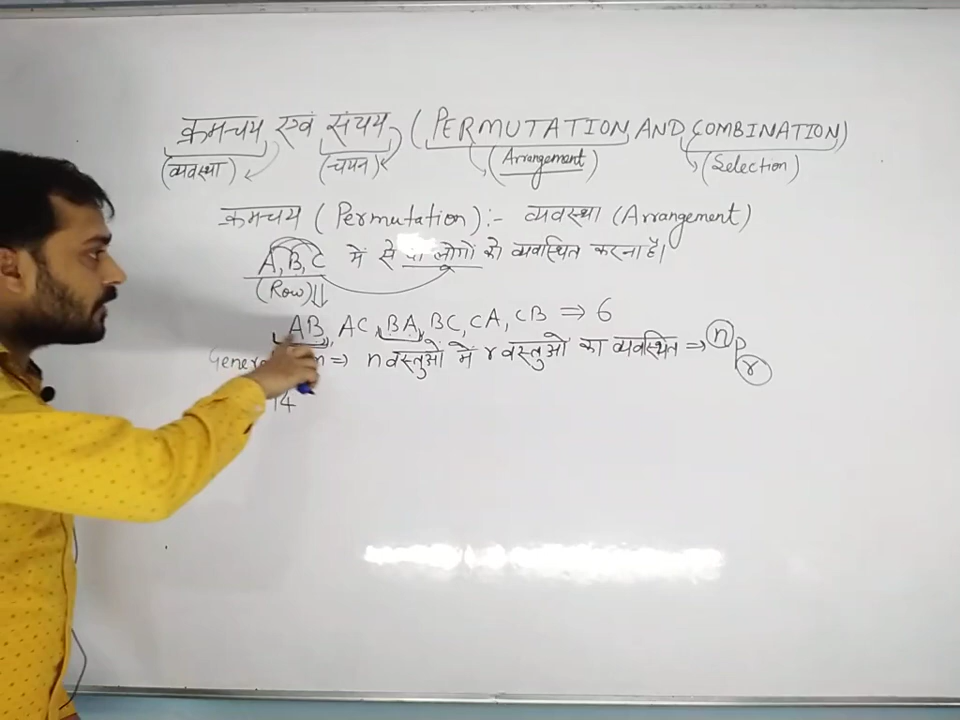 क्रमचय एवं संचय (PERMUTATION AND COMBINATION)
(व्यवस्था) (चयन) (Arrangement) (Selection)
क्रमचय (Permutation) :- व्यवस्था (Arrangement)
A, B, C में से दो लोगों को व्यवस्थित करना है।
(Row)
AB, AC, BA, BC, CA, CB ⇒ 6
⇒ n वस्तुओं में r वस्तुओं का व्यवस्थित ⇒ nPr
14